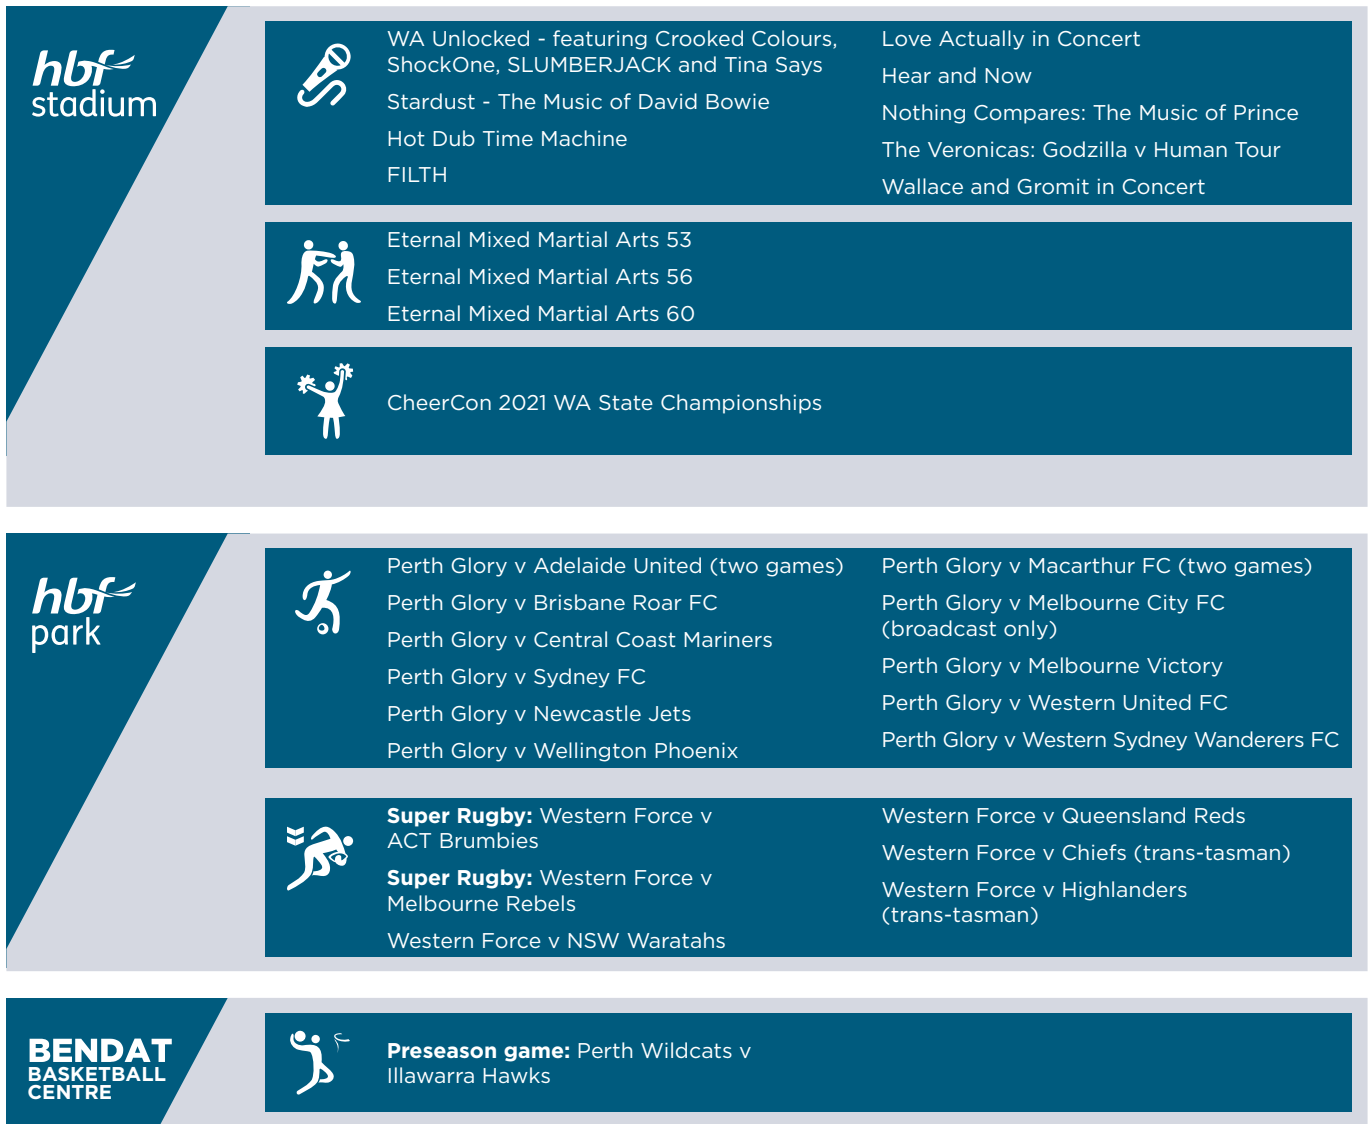 hbf
stadium
WA Unlocked - featuring Crooked Colours,
ShockOne, SLUMBERJACK and Tina Says
Stardust - The Music of David Bowie
Hot Dub Time Machine
FILTH
Love Actually in Concert
Hear and Now
Nothing Compares: The Music of Prince
The Veronicas: Godzilla v Human Tour
Wallace and Gromit in Concert
Eternal Mixed Martial Arts 53
Eternal Mixed Martial Arts 56
Eternal Mixed Martial Arts 60
CheerCon 2021 WA State Championships
hbf
park
Perth Glory v Adelaide United (two games)
Perth Glory v Brisbane Roar FC
Perth Glory v Central Coast Mariners
Perth Glory v Sydney FC
Perth Glory v Newcastle Jets
Perth Glory v Wellington Phoenix
Perth Glory v Macarthur FC (two games)
Perth Glory v Melbourne City FC
(broadcast only)
Perth Glory v Melbourne Victory
Perth Glory v Western United FC
Perth Glory v Western Sydney Wanderers FC
Super Rugby: Western Force v
ACT Brumbies
Super Rugby: Western Force v
Melbourne Rebels
Western Force v NSW Waratahs
Western Force v Queensland Reds
Western Force v Chiefs (trans-tasman)
Western Force v Highlanders
(trans-tasman)
BENDAT
BASKETBALL
CENTRE
Preseason game: Perth Wildcats v
Illawarra Hawks